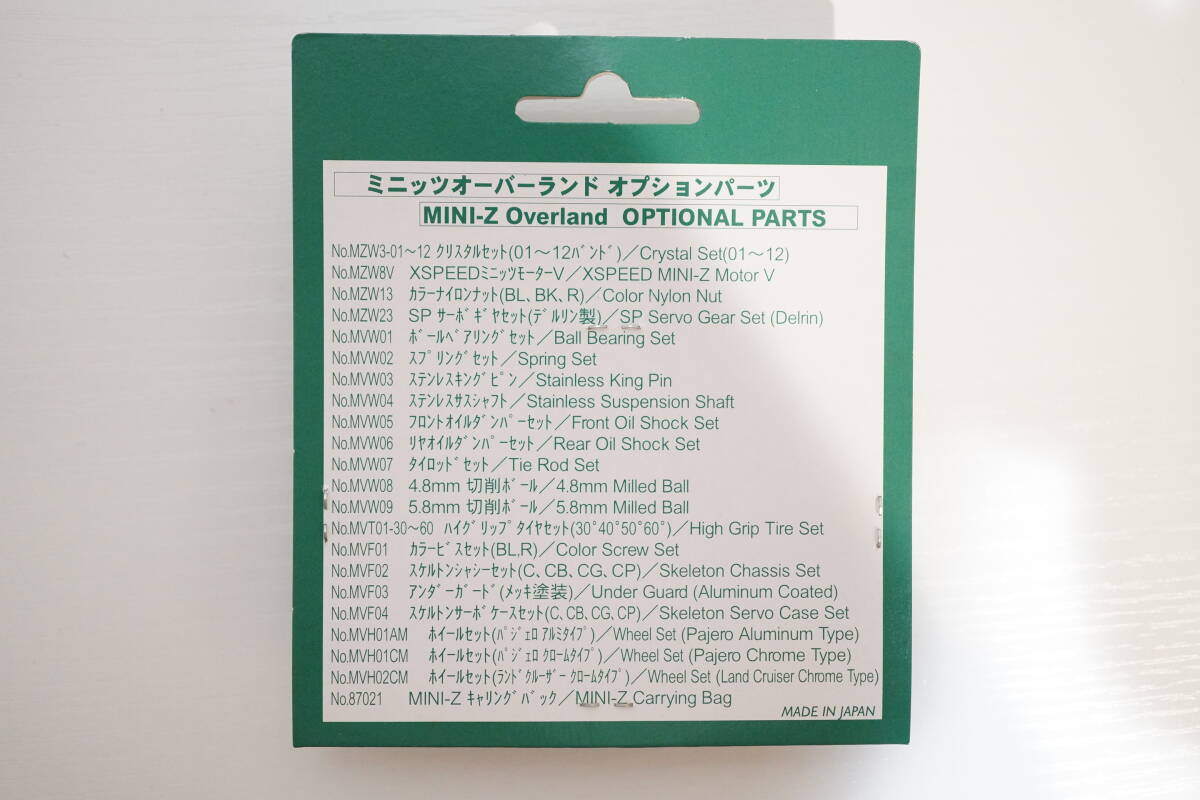 ミニッツオーバーランド オプションパーツ
MINI-Z Overland OPTIONAL PARTS
No.MZW3-01～12 ｸﾘｽﾀﾙｾｯﾄ(01～12ﾊﾞﾝﾄﾞ)／Crystal Set(01～12)
No.MZW8V XSPEEDﾐﾆｯﾂﾓｰﾀｰV／XSPEED MINI-Z Motor V
No.MZW13 ｶﾗｰﾅｲﾛﾝﾅｯﾄ(BL、BK、R)／Color Nylon Nut
No.MZW23 SP ｻｰﾎﾞｷﾞﾔｾｯﾄ(ﾃﾞﾙﾘﾝ製)／SP Servo Gear Set (Delrin)
No.MVW01 ﾎﾞｰﾙﾍﾞｱﾘﾝｸﾞｾｯﾄ／Ball Bearing Set
No.MVW02 ｽﾌﾟﾘﾝｸﾞｾｯﾄ／Spring Set
No.MVW03 ｽﾃﾝﾚｽｷﾝｸﾞﾋﾟﾝ／Stainless King Pin
No.MVW04 ｽﾃﾝﾚｽｻｽｼｬﾌﾄ／Stainless Suspension Shaft
No.MVW05 ﾌﾛﾝﾄｵｲﾙﾀﾞﾝﾊﾟｰｾｯﾄ／Front Oil Shock Set
No.MVW06 ﾘﾔｵｲﾙﾀﾞﾝﾊﾟｰｾｯﾄ／Rear Oil Shock Set
No.MVW07 ﾀｲﾛｯﾄﾞｾｯﾄ／Tie Rod Set
No.MVW08 4.8mm 切削ﾎﾞｰﾙ／4.8mm Milled Ball
No.MVW09 5.8mm 切削ﾎﾞｰﾙ／5.8mm Milled Ball
No.MVT01-30～60 ﾊｲｸﾞﾘｯﾌﾟﾀｲﾔｾｯﾄ(30°40°50°60°)／High Grip Tire Set
No.MVF01 ｶﾗｰﾋﾞｽｾｯﾄ(BL.R)／Color Screw Set
No.MVF02 ｽｹﾙﾄﾝｼｬｼｰｾｯﾄ(C、CB、CG、CP)／Skeleton Chassis Set
No.MVF03 ｱﾝﾀﾞｰｶﾞｰﾄﾞ(ﾒｯｷ塗装)／Under Guard (Aluminum Coated)
No.MVF04 ｽｹﾙﾄﾝｻｰﾎﾞｹｰｽｾｯﾄ(C、CB、CG、CP)／Skeleton Servo Case Set
No.MVH01AM ﾎｲｰﾙｾｯﾄ(ﾊﾟｼﾞｪﾛ ｱﾙﾐﾀｲﾌﾟ)／Wheel Set (Pajero Aluminum Type)
No.MVH01CM ﾎｲｰﾙｾｯﾄ(ﾊﾟｼﾞｪﾛ ｸﾛｰﾑﾀｲﾌﾟ)／Wheel Set (Pajero Chrome Type)
No.MVH02CM ﾎｲｰﾙｾｯﾄ(ﾗﾝﾄﾞｸﾙｰｻﾞｰ ｸﾛｰﾑﾀｲﾌﾟ)／Wheel Set (Land Cruiser Chrome Type)
No.87021 MINI-Z ｷｬﾘﾝｸﾞﾊﾞｯｸ／MINI-Z Carrying Bag
MADE IN JAPAN